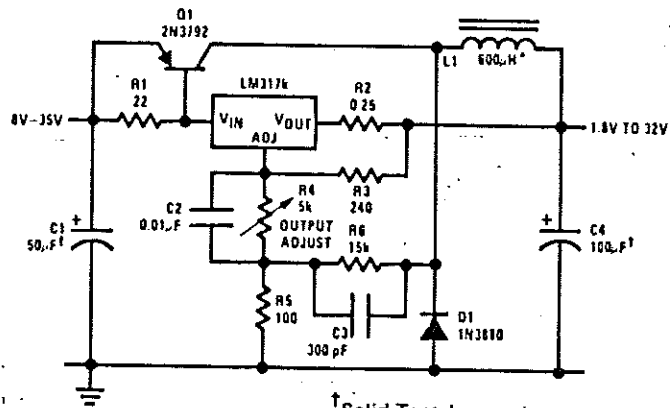 Q1
2N3792
L1
600μH*
R1
22
LM317k
R2
0.25
8V-35V
VIN
VOUT
ADJ
1.8V TO 32V
C2
0.01μF
R4
5k
OUTPUT
ADJUST
R3
240
C1
50μF†
+
R6
15k
+
C4
100μF†
R5
100
C3
300 pF
D1
1N3880